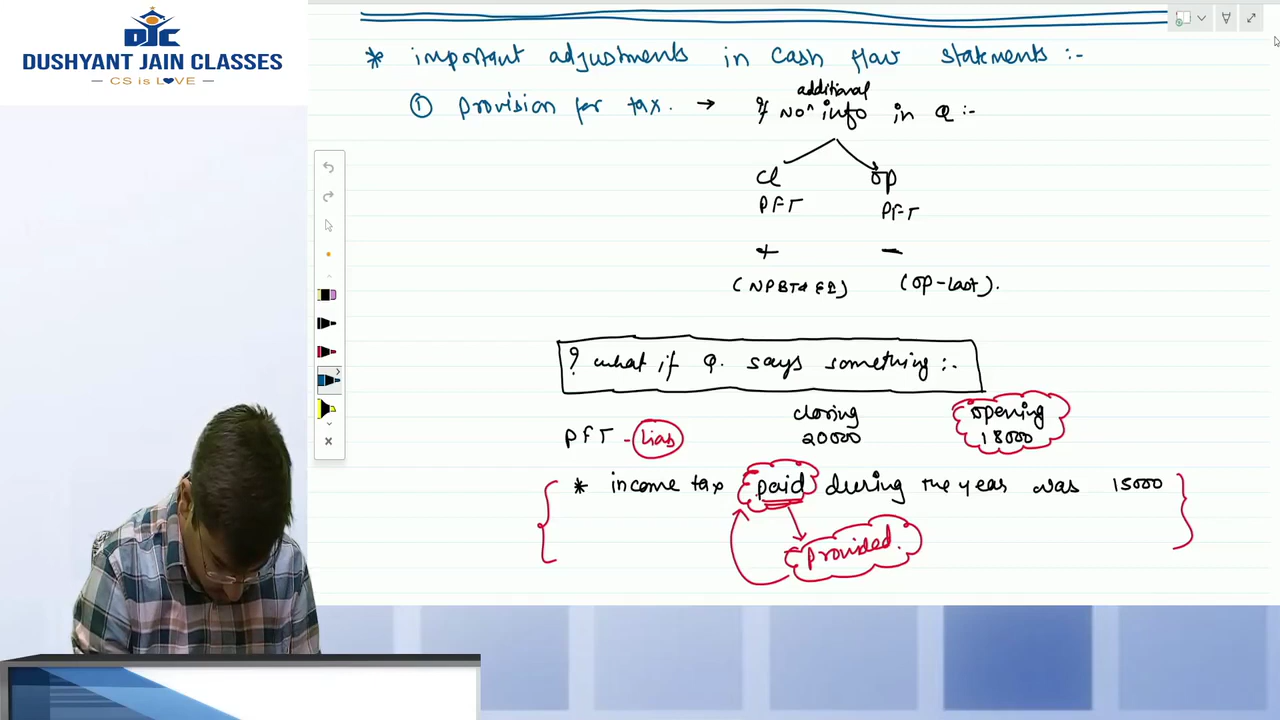 DJC
DUSHYANT JAIN CLASSES
CS is LOVE
* important adjustments in cash flow statements :-
① provision for tax. → If No^n additional info in Q :-
cl op
PFT PFT
+ -
(NPBT & EI) (op-last).
? what if Q. says something :-
closing opening
PFT - Liab 20000 18000
* income tax paid during the year was 15000
provided.